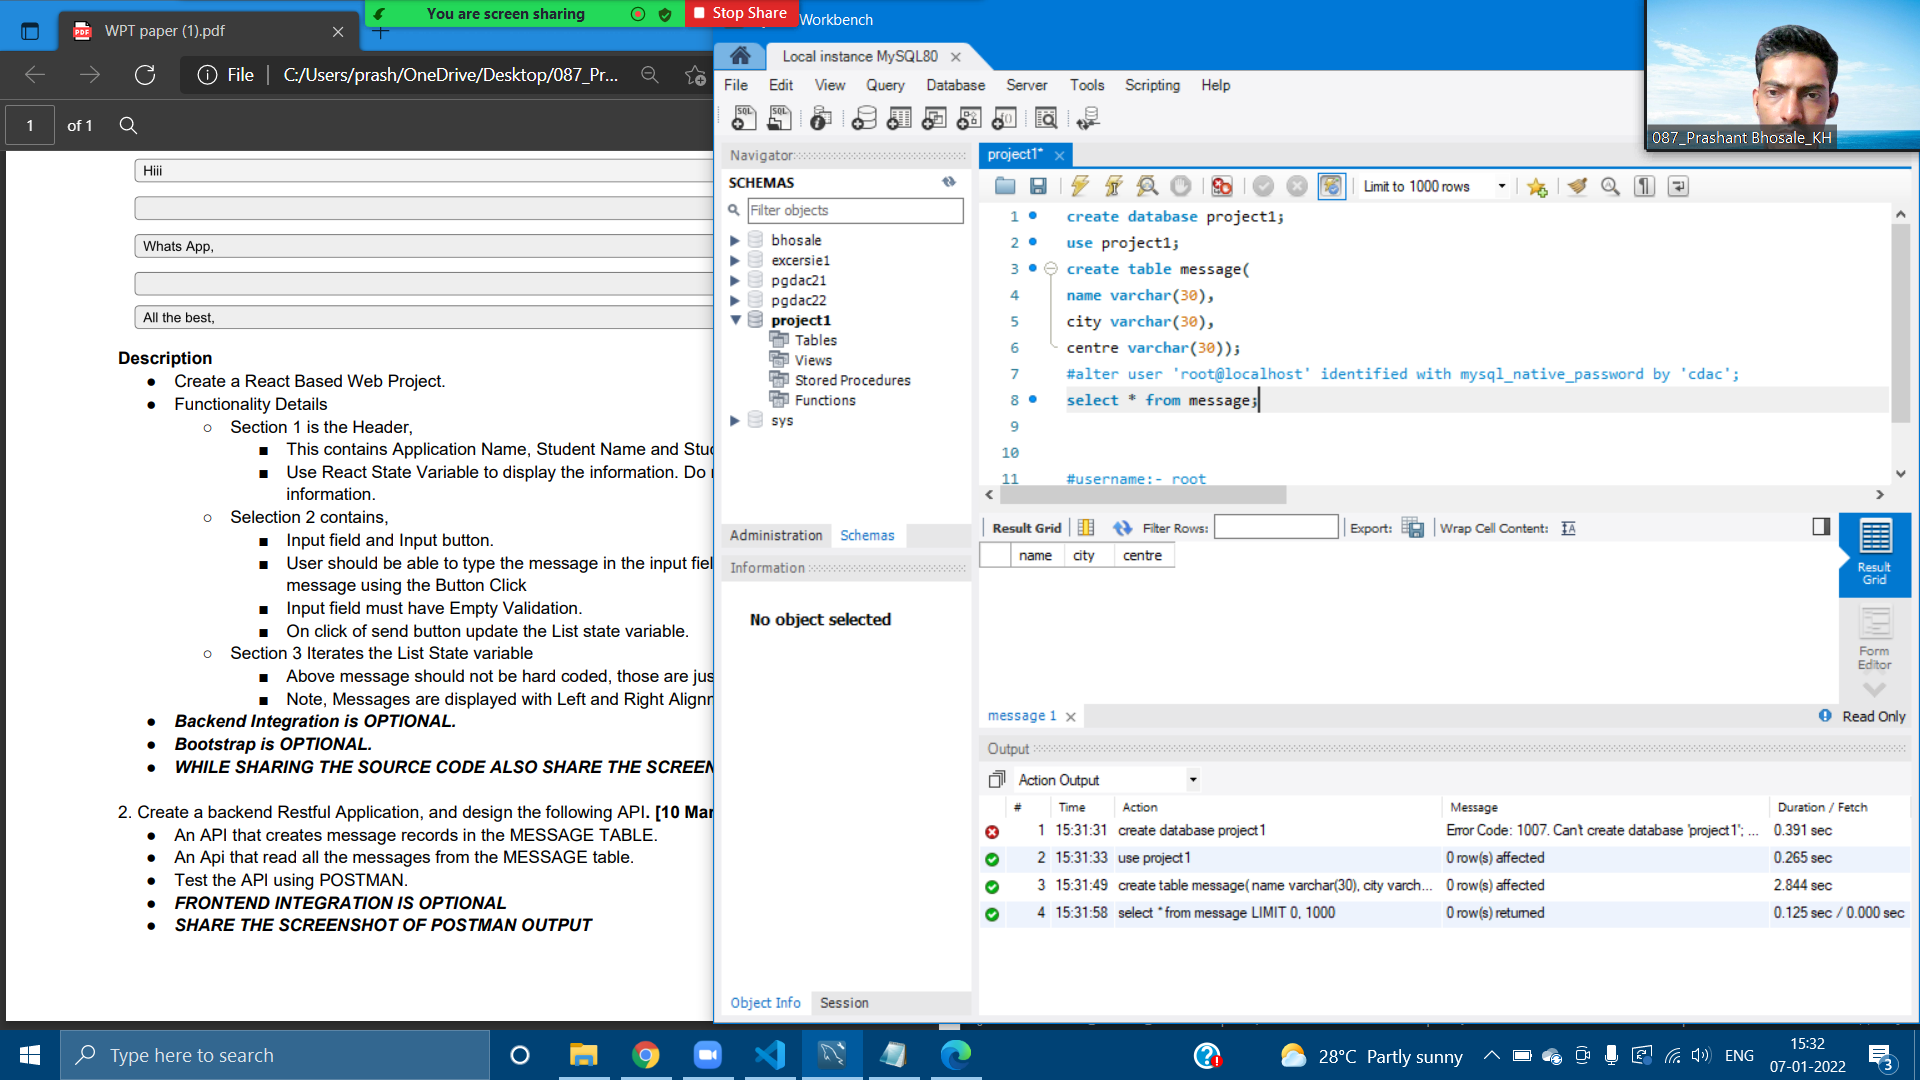 You are screen sharing
Stop Share
Workbench
WPT paper (1).pdf
File
C:/Users/prash/OneDrive/Desktop/087_Pr...
1 of 1
Hiii
Whats App,
All the best,
Description
● Create a React Based Web Project.
● Functionality Details
○ Section 1 is the Header,
■ This contains Application Name, Student Name and
■ Use React State Variable to display the information. Do
information.
○ Selection 2 contains,
■ Input field and Input button.
■ User should be able to type the message in the input
message using the Button Click
■ Input field must have Empty Validation.
■ On click of send button update the List state variable.
○ Section 3 Iterates the List State variable
■ Above message should not be hard coded, those are
■ Note, Messages are displayed with Left and Right
● Backend Integration is OPTIONAL.
● Bootstrap is OPTIONAL.
● WHILE SHARING THE SOURCE CODE ALSO SHARE THE
2. Create a backend Restful Application, and design the following API. [10
● An API that creates message records in the MESSAGE TABLE.
● An Api that read all the messages from the MESSAGE table.
● Test the API using POSTMAN.
● FRONTEND INTEGRATION IS OPTIONAL
● SHARE THE SCREENSHOT OF POSTMAN OUTPUT
Local instance MySQL80
File Edit View Query Database Server Tools Scripting Help
Navigator
SCHEMAS
Filter objects
bhosale
excersie1
pgdac21
pgdac22
project1
Tables
Views
Stored Procedures
Functions
sys
Administration Schemas
Information
No object selected
Object Info Session
project1*
Limit to 1000 rows
1 create database project1;
2 use project1;
3 create table message(
4 name varchar(30),
5 city varchar(30),
6 centre varchar(30));
7 #alter user 'root@localhost' identified with mysql_native_password by 'cdac';
8 select * from message;
9
10
11 #username:- root
Result Grid Filter Rows: Export: Wrap Cell Content:
name city centre
Result
Grid
Form
Editor
message 1
Read Only
Output
Action Output
# Time Action Message Duration / Fetch
1 15:31:31 create database project1 Error Code: 1007. Can't create database 'project1'; ... 0.391 sec
2 15:31:33 use project1 0 row(s) affected 0.265 sec
3 15:31:49 create table message( name varchar(30), city varch... 0 row(s) affected 2.844 sec
4 15:31:58 select * from message LIMIT 0, 1000 0 row(s) returned 0.125 sec / 0.000 sec
087_Prashant Bhosale_KH
Type here to search
28°C Partly sunny
ENG
15:32
07-01-2022
3